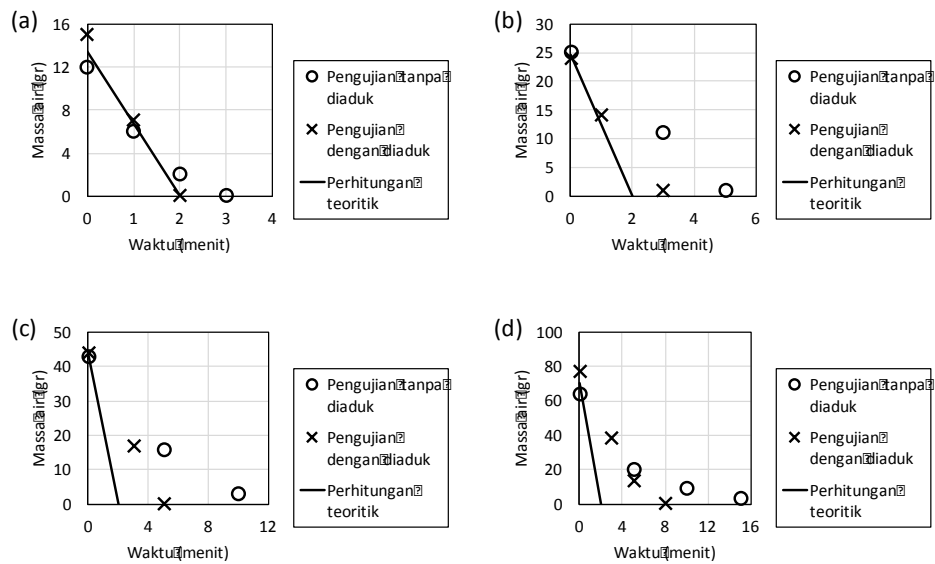 (a)
16
12
8
4
0
0 1 2 3 4
Massa⍰air⍰(gr)
Waktu⍰(menit)
Pengujian⍰tanpa⍰
diaduk
Pengujian⍰
dengan⍰diaduk
Perhitungan⍰
teoritik
(b)
30
25
20
15
10
5
0
0 2 4 6
Massa⍰air⍰(gr)
Waktu⍰(menit)
Pengujian⍰tanpa⍰
diaduk
Pengujian⍰
dengan⍰diaduk
Perhitungan⍰
teoritik
(c)
50
40
30
20
10
0
0 4 8 12
Massa⍰air⍰(gr)
Waktu⍰(menit)
Pengujian⍰tanpa⍰
diaduk
Pengujian⍰
dengan⍰diaduk
Perhitungan⍰
teoritik
(d)
100
80
60
40
20
0
0 4 8 12 16
Massa⍰air⍰(gr)
Waktu⍰(menit)
Pengujian⍰tanpa⍰
diaduk
Pengujian⍰
dengan⍰diaduk
Perhitungan⍰
teoritik